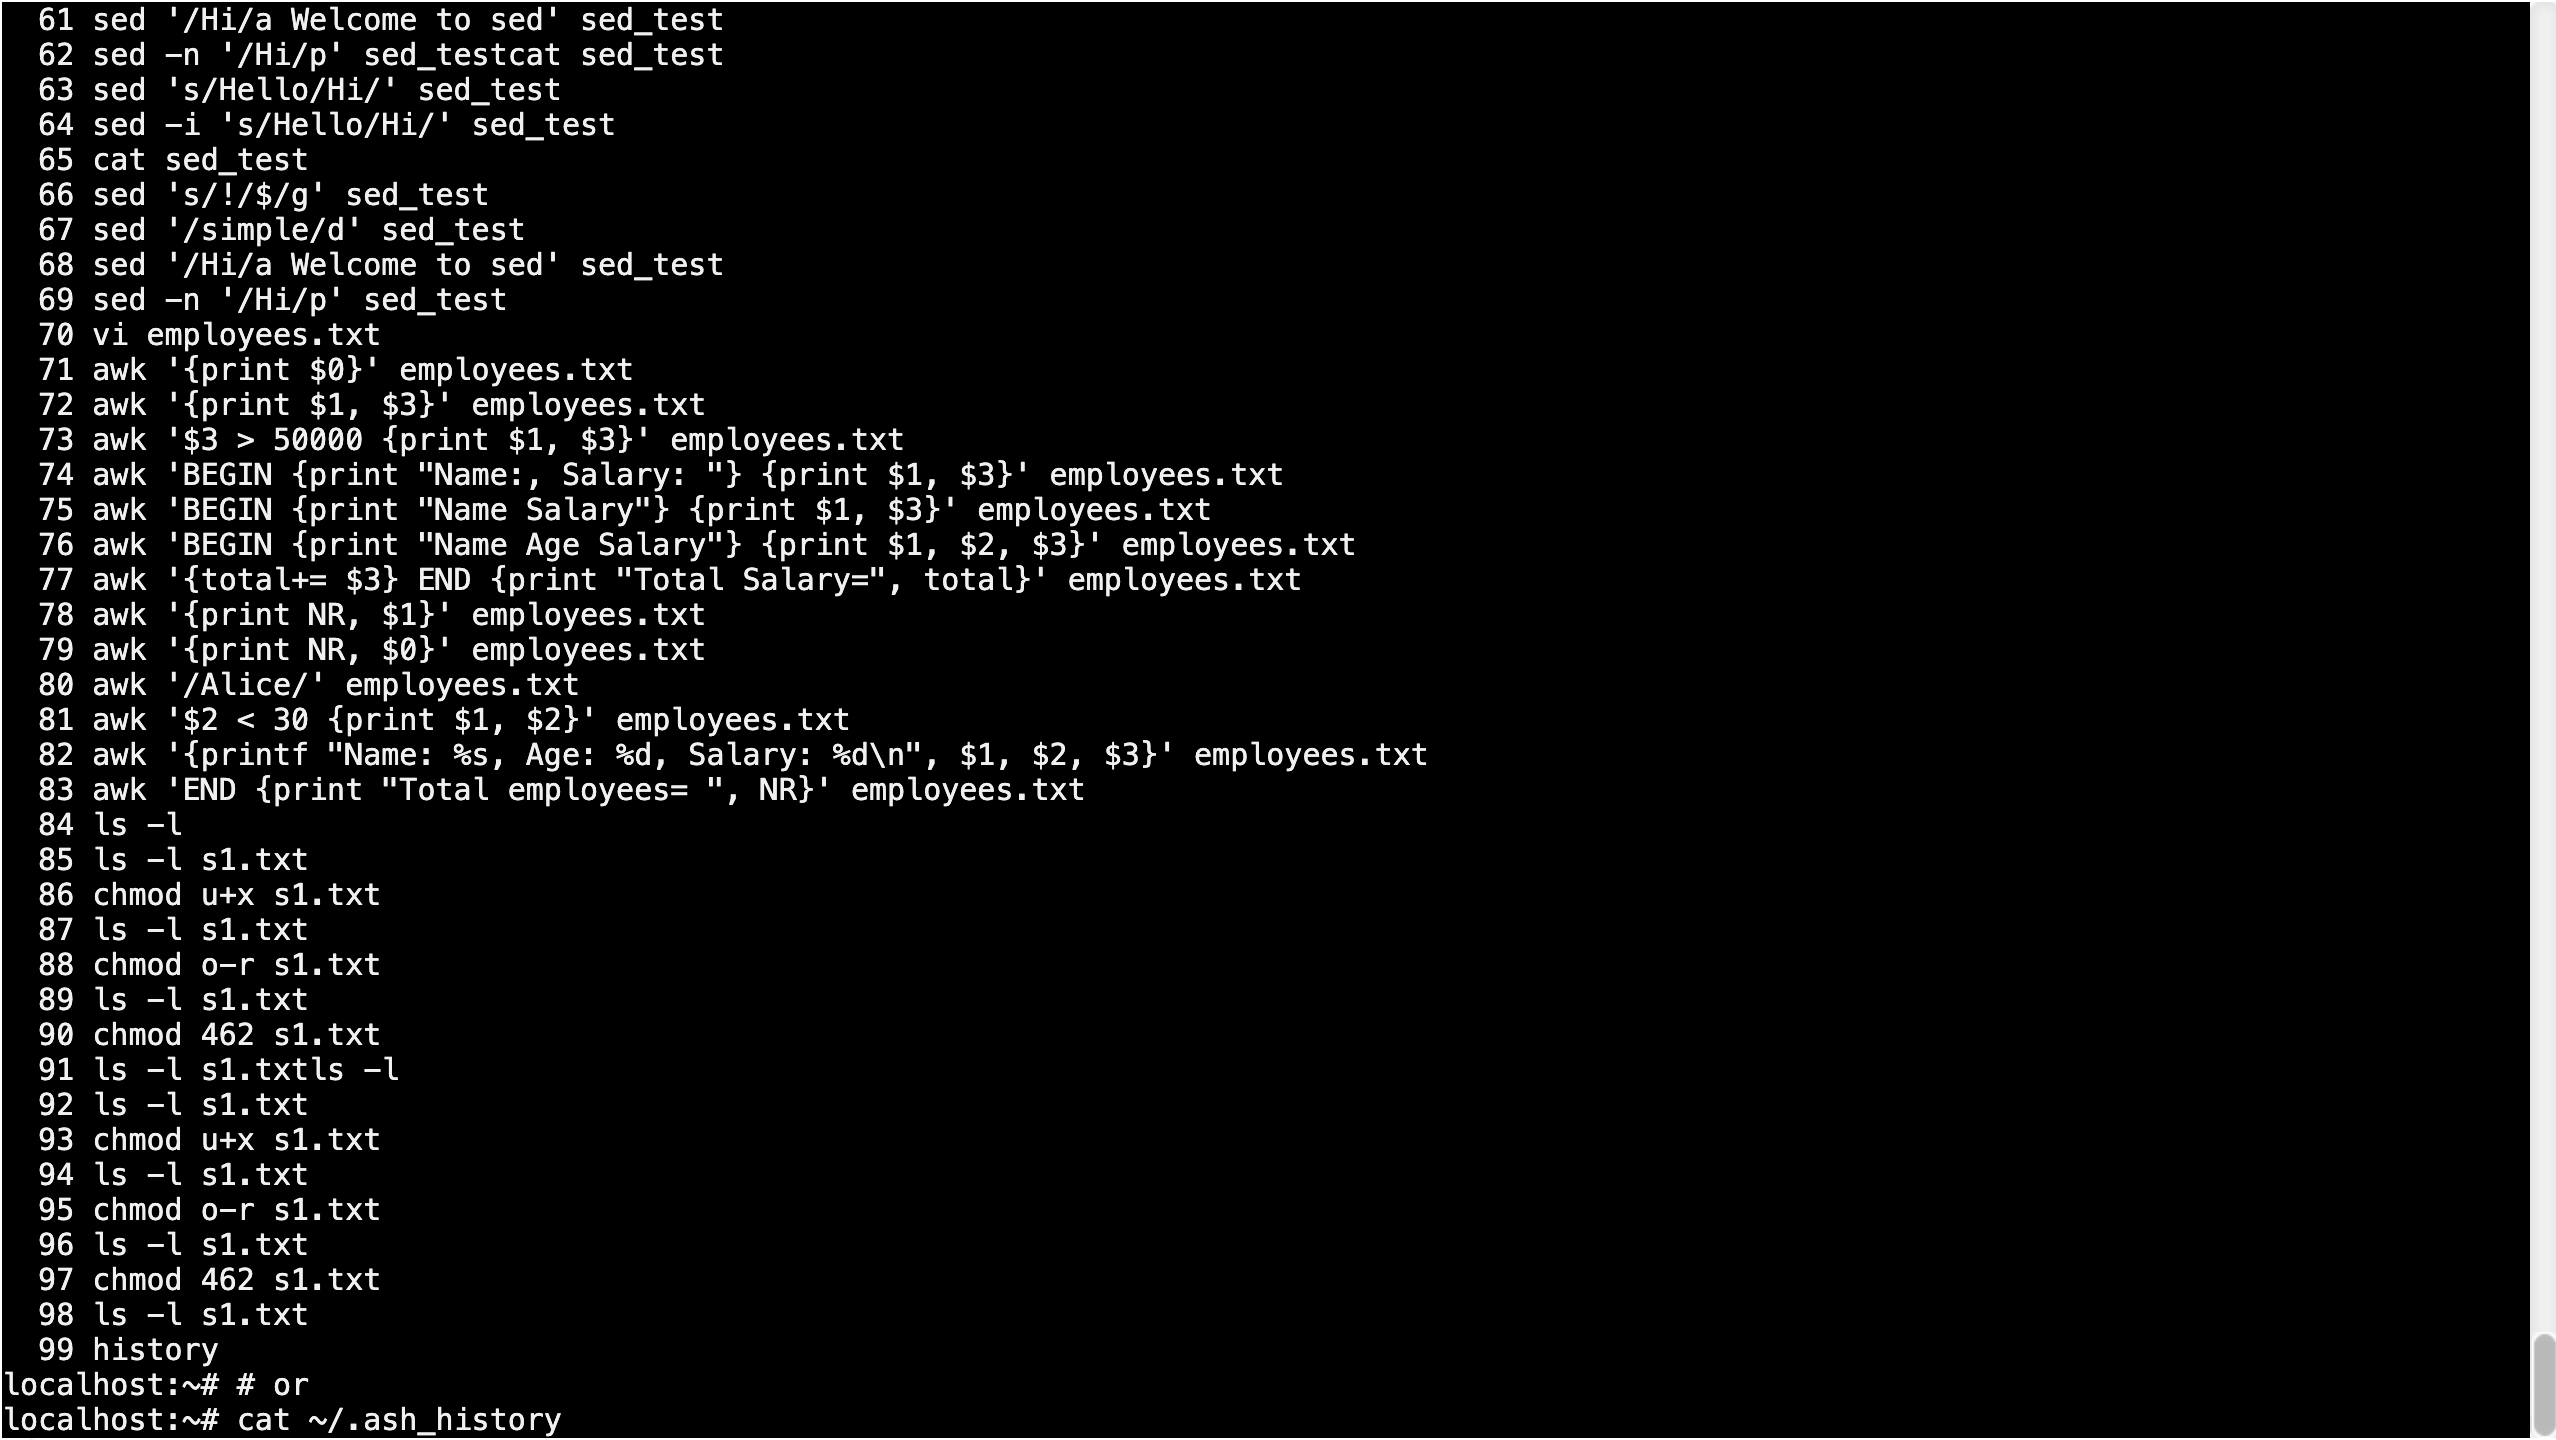 61 sed '/Hi/a Welcome to sed' sed_test
62 sed -n '/Hi/p' sed_testcat sed_test
63 sed 's/Hello/Hi/' sed_test
64 sed -i 's/Hello/Hi/' sed_test
65 cat sed_test
66 sed 's/!/$/g' sed_test
67 sed '/simple/d' sed_test
68 sed '/Hi/a Welcome to sed' sed_test
69 sed -n '/Hi/p' sed_test
70 vi employees.txt
71 awk '{print $0}' employees.txt
72 awk '{print $1, $3}' employees.txt
73 awk '$3 > 50000 {print $1, $3}' employees.txt
74 awk 'BEGIN {print "Name:, Salary: "} {print $1, $3}' employees.txt
75 awk 'BEGIN {print "Name Salary"} {print $1, $3}' employees.txt
76 awk 'BEGIN {print "Name Age Salary"} {print $1, $2, $3}' employees.txt
77 awk '{total+= $3} END {print "Total Salary=", total}' employees.txt
78 awk '{print NR, $1}' employees.txt
79 awk '{print NR, $0}' employees.txt
80 awk '/Alice/' employees.txt
81 awk '$2 < 30 {print $1, $2}' employees.txt
82 awk '{printf "Name: %s, Age: %d, Salary: %d\n", $1, $2, $3}' employees.txt
83 awk 'END {print "Total employees= ", NR}' employees.txt
84 ls -l
85 ls -l s1.txt
86 chmod u+x s1.txt
87 ls -l s1.txt
88 chmod o-r s1.txt
89 ls -l s1.txt
90 chmod 462 s1.txt
91 ls -l s1.txtls -l
92 ls -l s1.txt
93 chmod u+x s1.txt
94 ls -l s1.txt
95 chmod o-r s1.txt
96 ls -l s1.txt
97 chmod 462 s1.txt
98 ls -l s1.txt
99 history
localhost:~# # or
localhost:~# cat ~/.ash_history